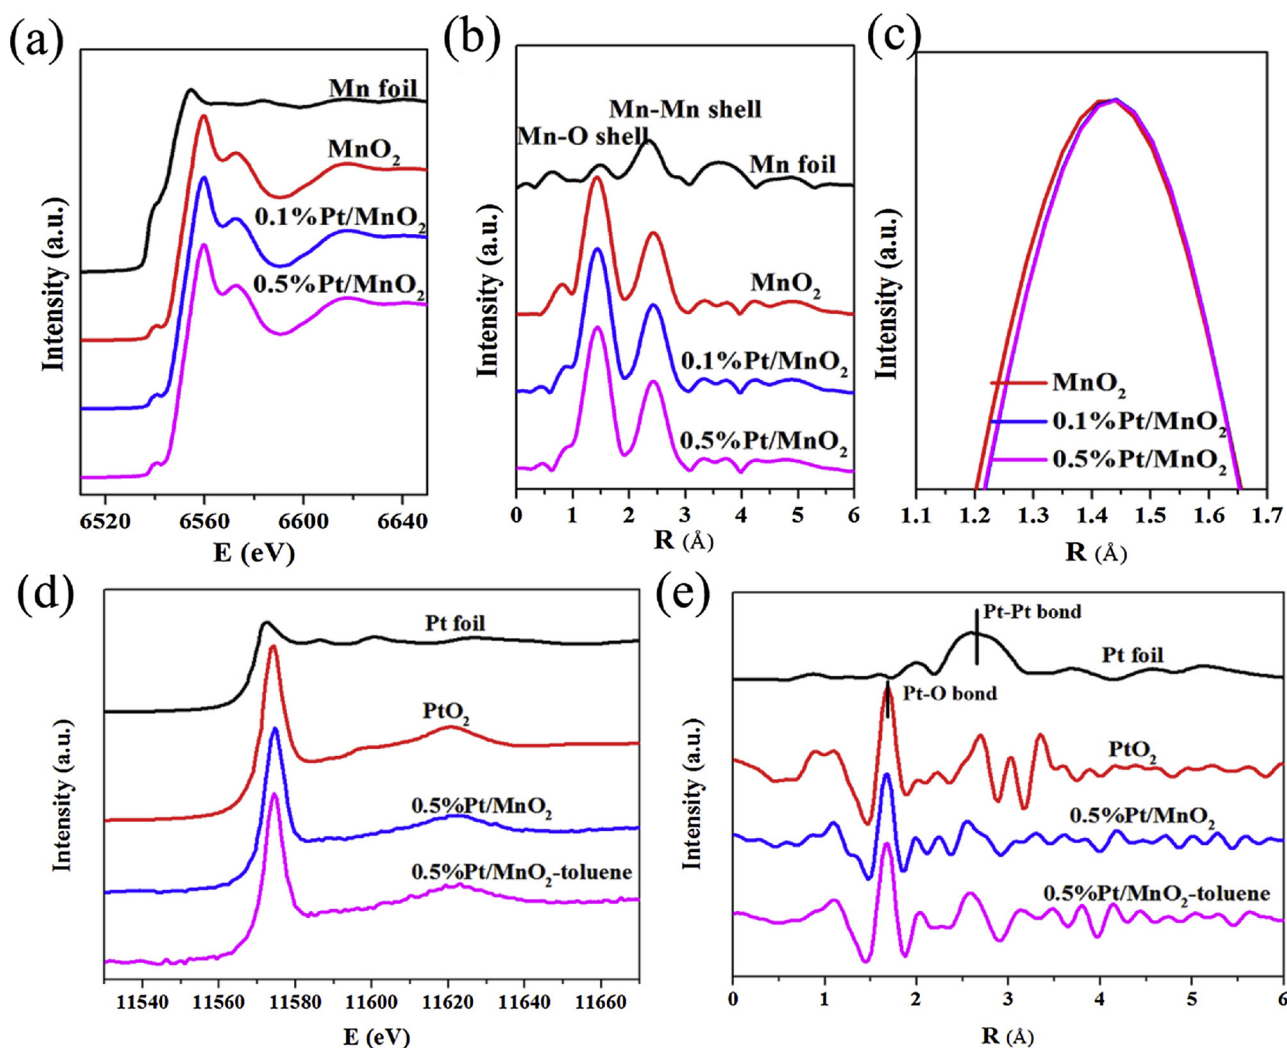 (a)
Mn foil
MnO₂
0.1%Pt/MnO₂
0.5%Pt/MnO₂
Intensity (a.u.)
6520 6560 6600 6640
E (eV)
(b)
Mn-Mn shell
Mn-O shell
Mn foil
MnO₂
0.1%Pt/MnO₂
0.5%Pt/MnO₂
Intensity (a.u.)
0 1 2 3 4 5 6
R (Å)
(c)
MnO₂
0.1%Pt/MnO₂
0.5%Pt/MnO₂
Intensity (a.u.)
1.1 1.2 1.3 1.4 1.5 1.6 1.7
R (Å)
(d)
Pt foil
PtO₂
0.5%Pt/MnO₂
0.5%Pt/MnO₂-toluene
Intensity (a.u.)
11540 11560 11580 11600 11620 11640 11660
E (eV)
(e)
Pt-Pt bond
Pt foil
Pt-O bond
PtO₂
0.5%Pt/MnO₂
0.5%Pt/MnO₂-toluene
Intensity (a.u.)
0 1 2 3 4 5 6
R (Å)